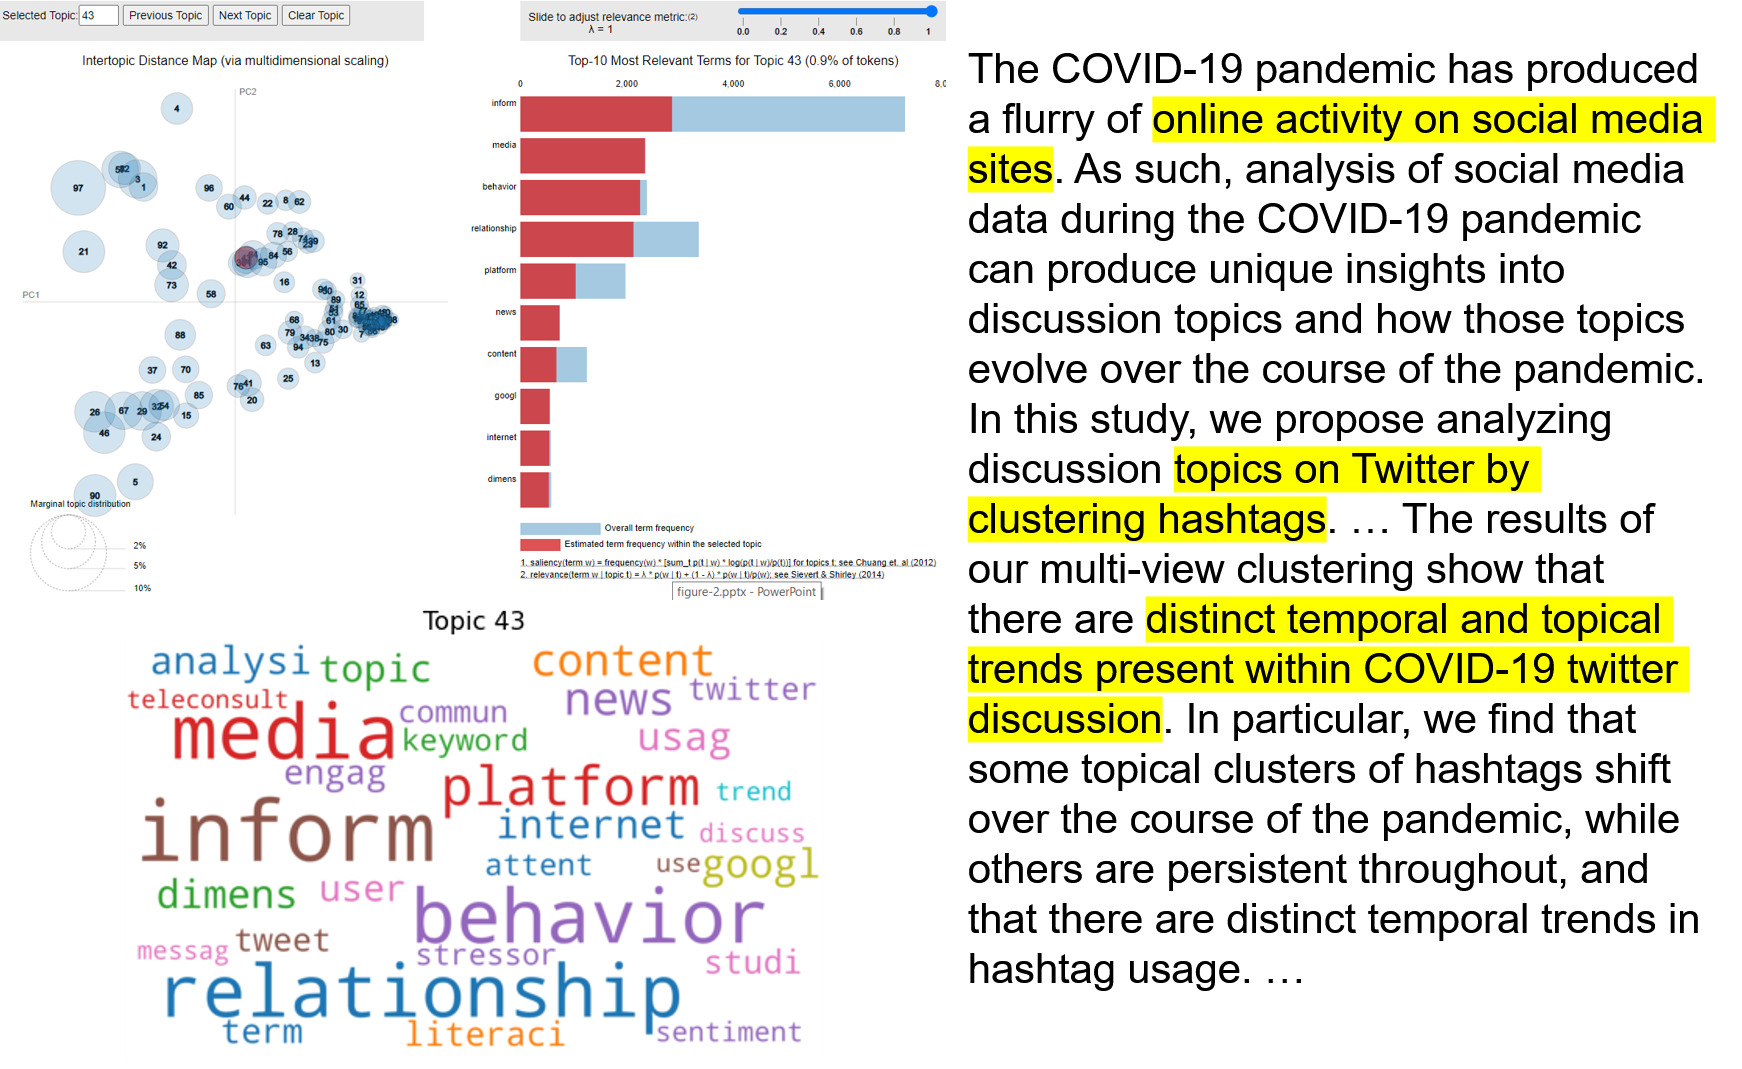 Selected Topic: 43 Previous Topic Next Topic Clear Topic
Slide to adjust relevance metric:(2)
λ = 1
0.0 0.2 0.4 0.6 0.8 1
Intertopic Distance Map (via multidimensional scaling)
PC2
PC1
4
97
3
1
96
60
44
22
8
62
21
92
42
73
58
78
28
56
84
95
16
31
12
89
65
61
68
79
80
30
7
34
38
75
94
63
13
25
88
37
70
85
76
41
20
26
67
29
32
54
15
46
24
5
90
Marginal topic distribution
2%
5%
10%
Top-10 Most Relevant Terms for Topic 43 (0.9% of tokens)
0 2,000 4,000 6,000 8,0
inform
media
behavior
relationship
platform
news
content
googl
internet
dimens
Overall term frequency
Estimated term frequency within the selected topic
1. saliency(term w) = frequency(w) * [sum_t p(t | w) * log(p(t | w)/p(t))] for topics t; see Chuang et. al (2012)
2. relevance(term w | topic t) = λ * p(w | t) + (1 - λ) * p(w | t)/p(w); see Sievert & Shirley (2014)
figure-2.pptx - PowerPoint
Topic 43
analysi topic content
teleconsult news twitter
media commun
keyword usag
engag platform trend
inform internet discuss
attent use googl
dimens user behavior
messag tweet stressor studi
relationship
term literaci sentiment
The COVID-19 pandemic has produced
a flurry of online activity on social media
sites. As such, analysis of social media
data during the COVID-19 pandemic
can produce unique insights into
discussion topics and how those topics
evolve over the course of the pandemic.
In this study, we propose analyzing
discussion topics on Twitter by
clustering hashtags. … The results of
our multi-view clustering show that
there are distinct temporal and topical
trends present within COVID-19 twitter
discussion. In particular, we find that
some topical clusters of hashtags shift
over the course of the pandemic, while
others are persistent throughout, and
that there are distinct temporal trends in
hashtag usage. …